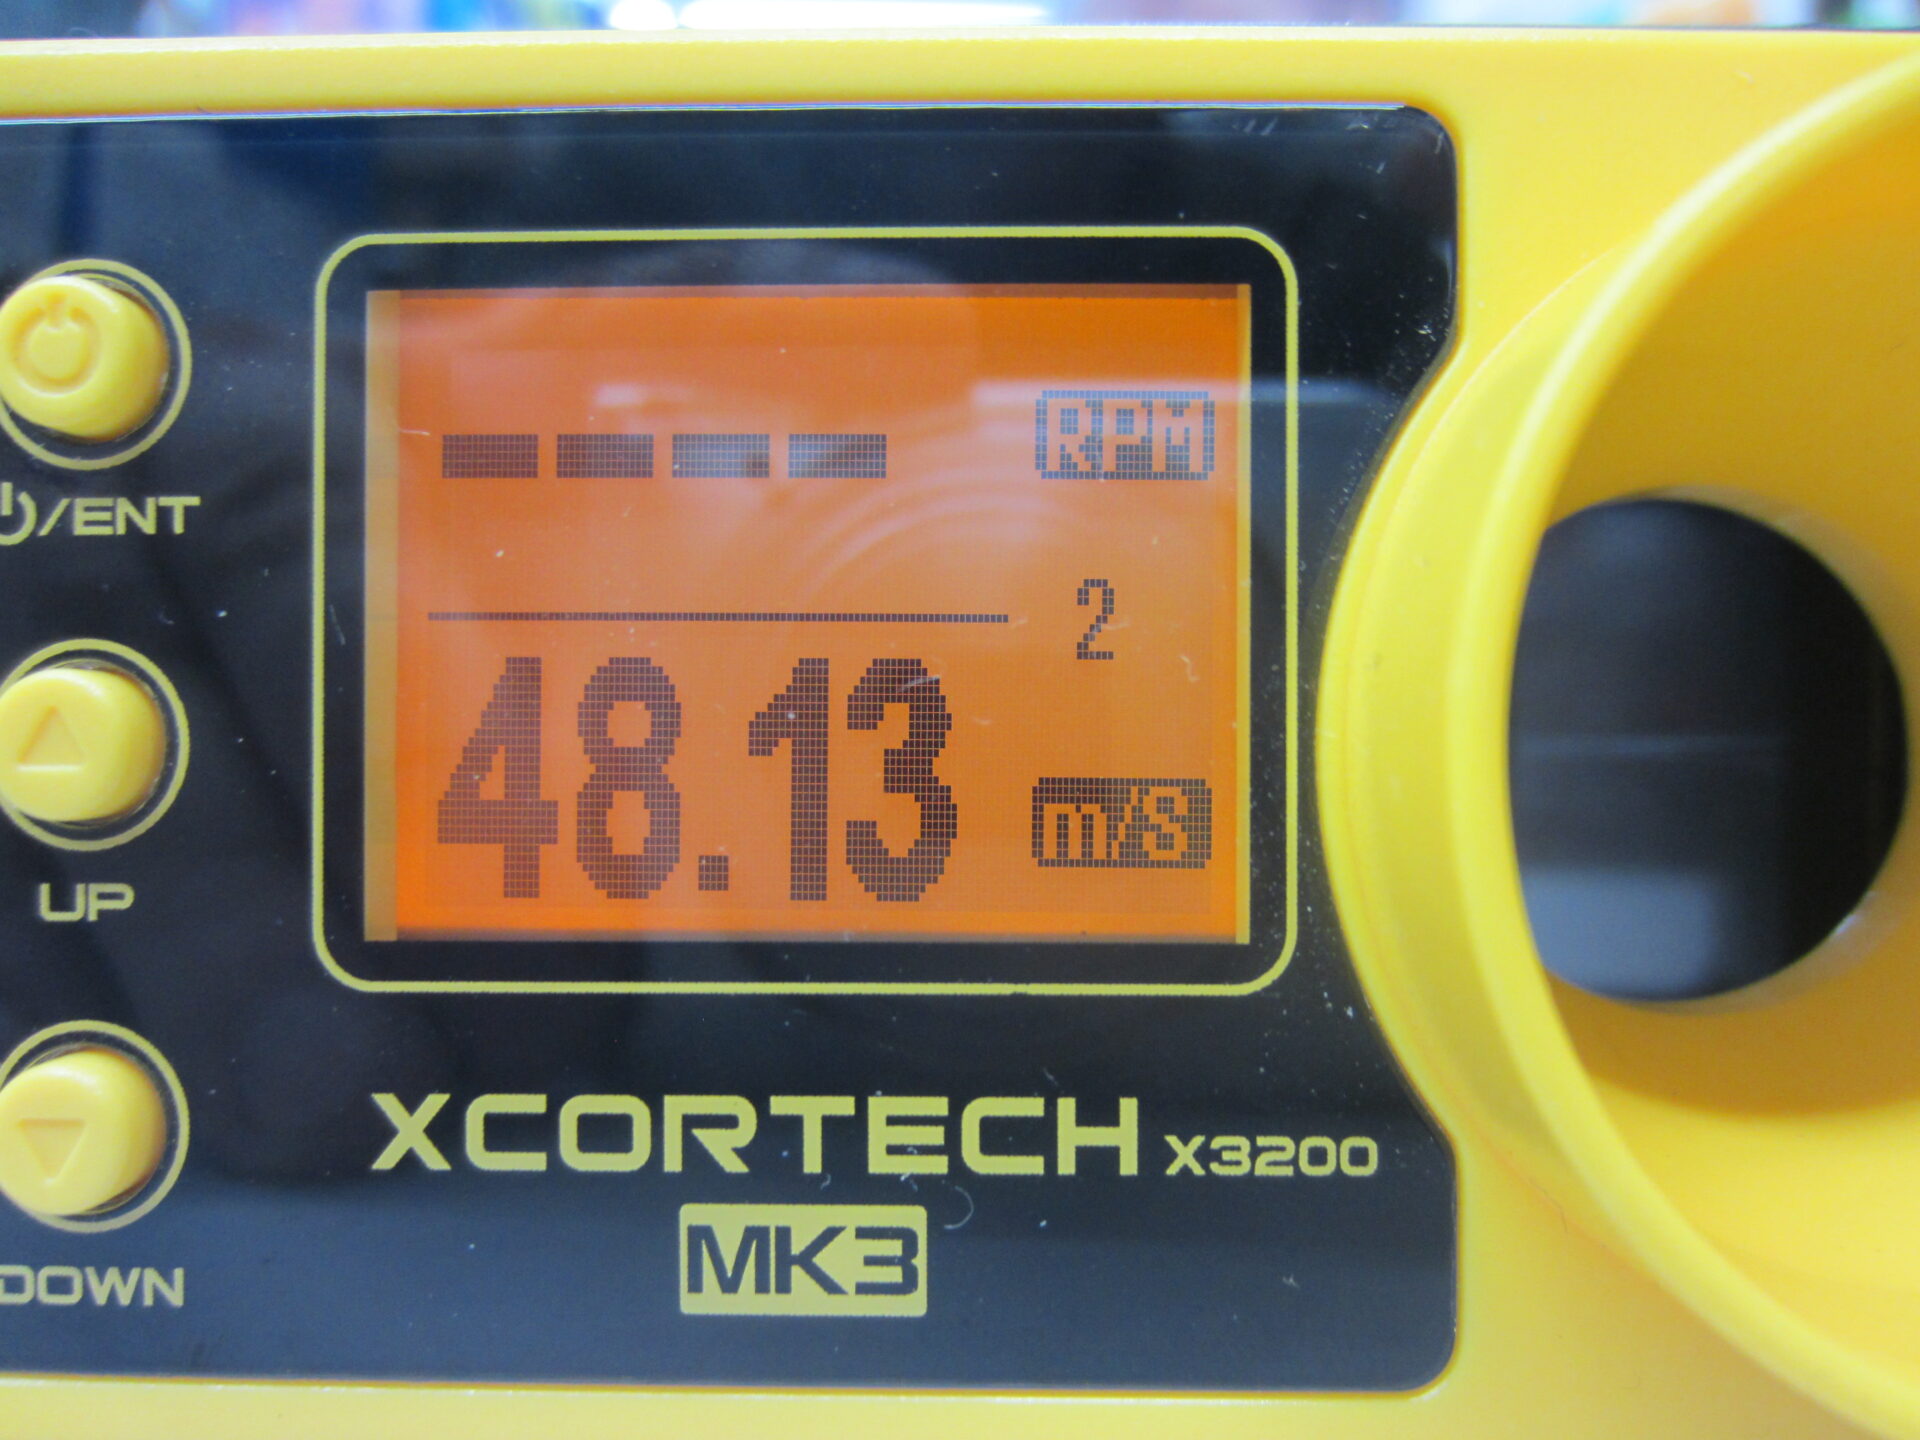 ---- RPM
2
48.13 m/S
/ENT
UP
DOWN
XCORTECH X3200
MK3